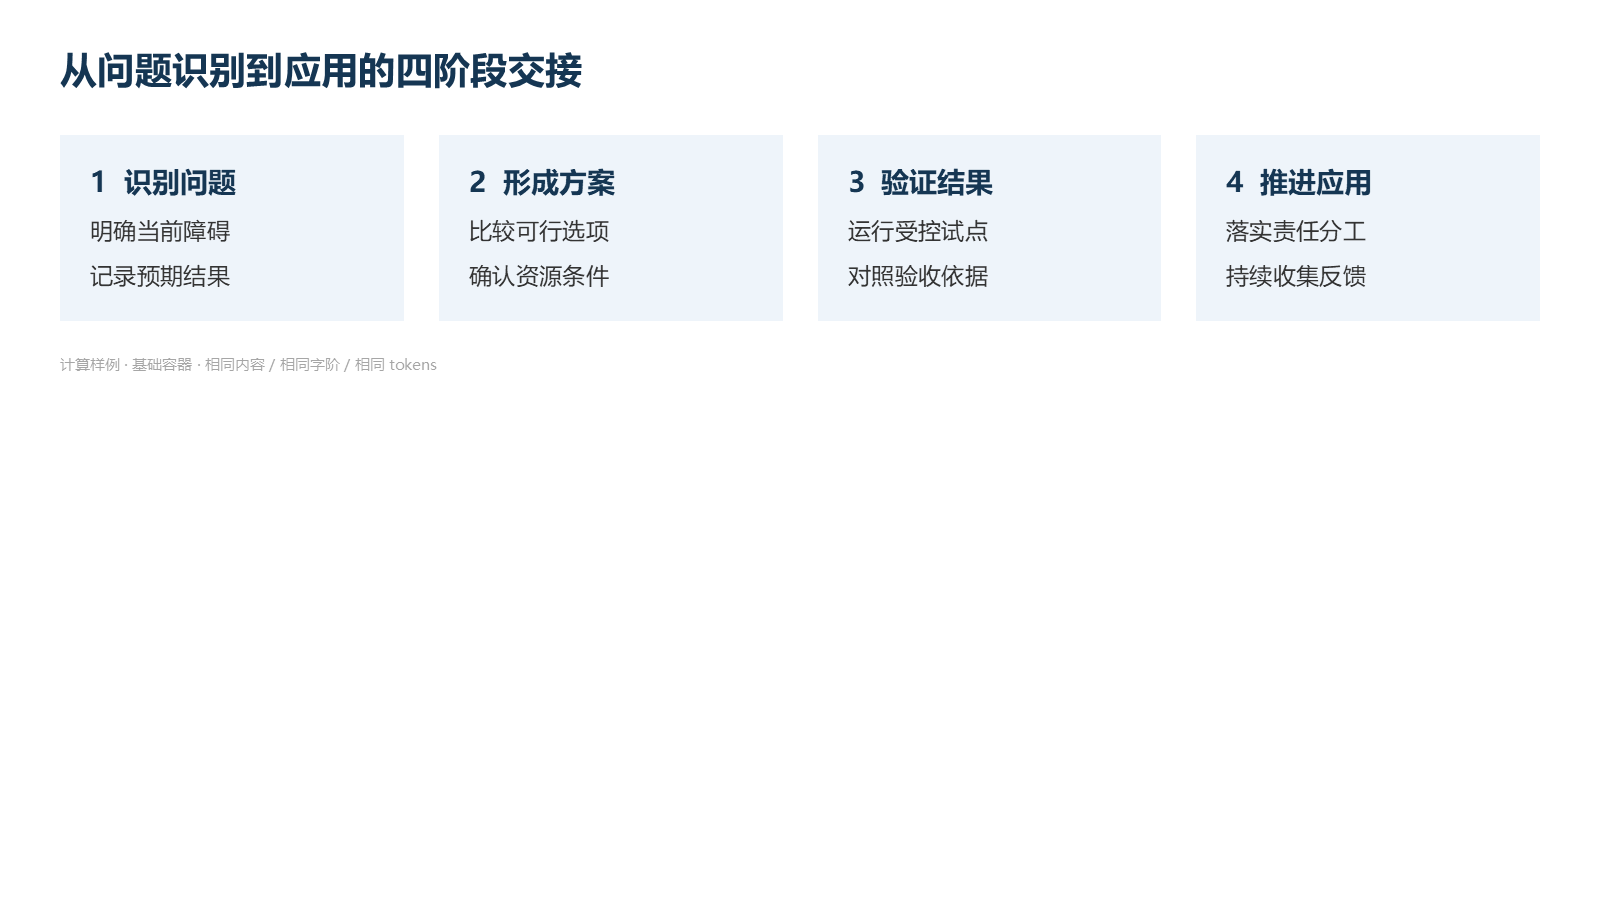 从问题识别到应用的四阶段交接
1 识别问题
明确当前障碍
记录预期结果
2 形成方案
比较可行选项
确认资源条件
3 验证结果
运行受控试点
对照验收依据
4 推进应用
落实责任分工
持续收集反馈
计算样例 · 基础容器 · 相同内容 / 相同字阶 / 相同 tokens